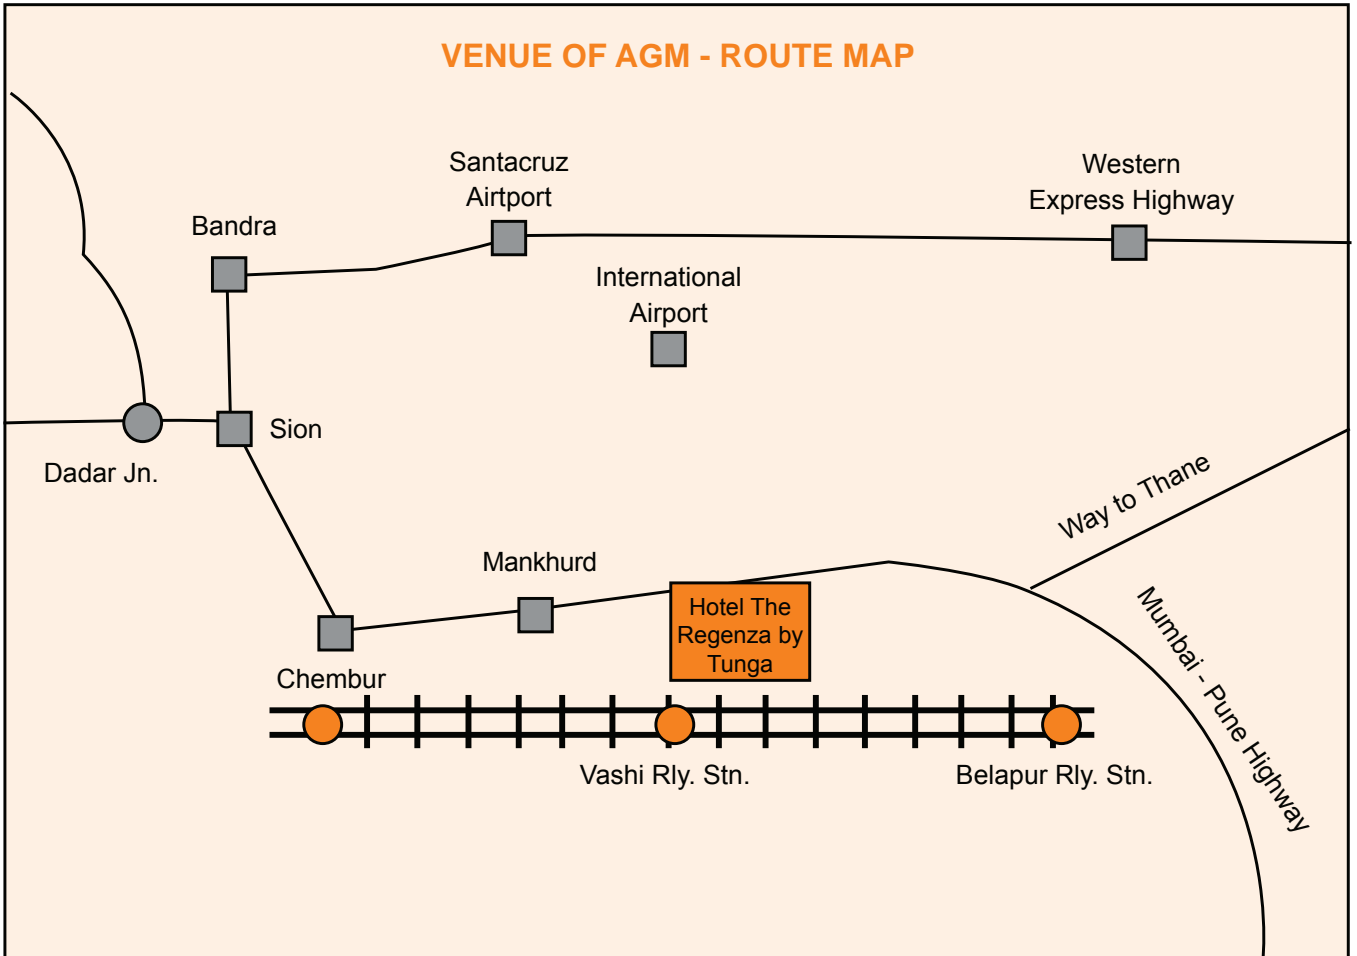 VENUE OF AGM - ROUTE MAP
Santacruz
Airtport
Western
Express Highway
Bandra
International
Airport
Sion
Dadar Jn.
Way to Thane
Mankhurd
Hotel The
Regenza by
Tunga
Mumbai - Pune Highway
Chembur
Vashi Rly. Stn.
Belapur Rly. Stn.